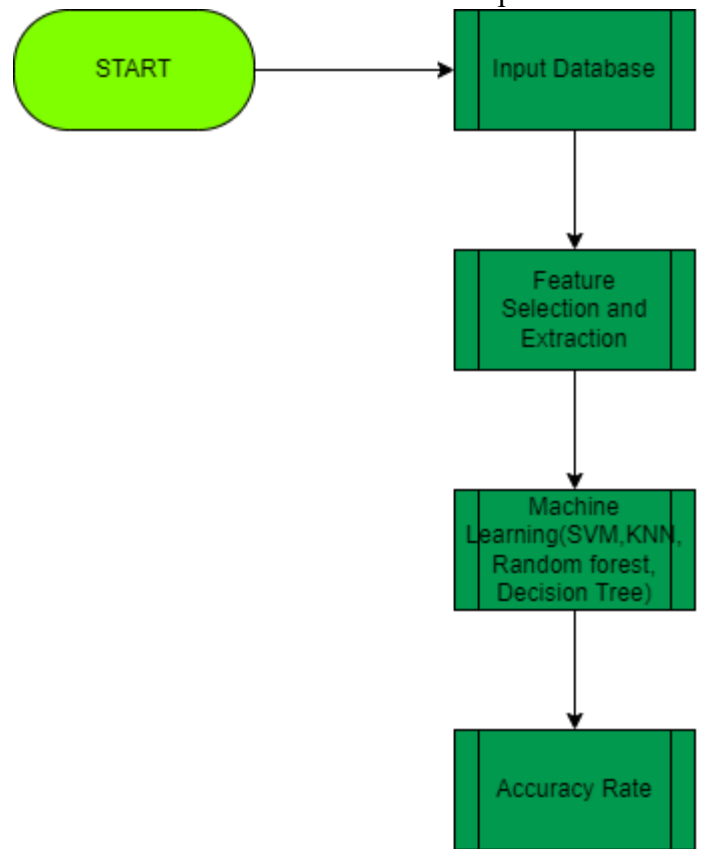 START
Input Database
Feature
Selection and
Extraction
Machine
Learning(SVM,KNN,
Random forest,
Decision Tree)
Accuracy Rate